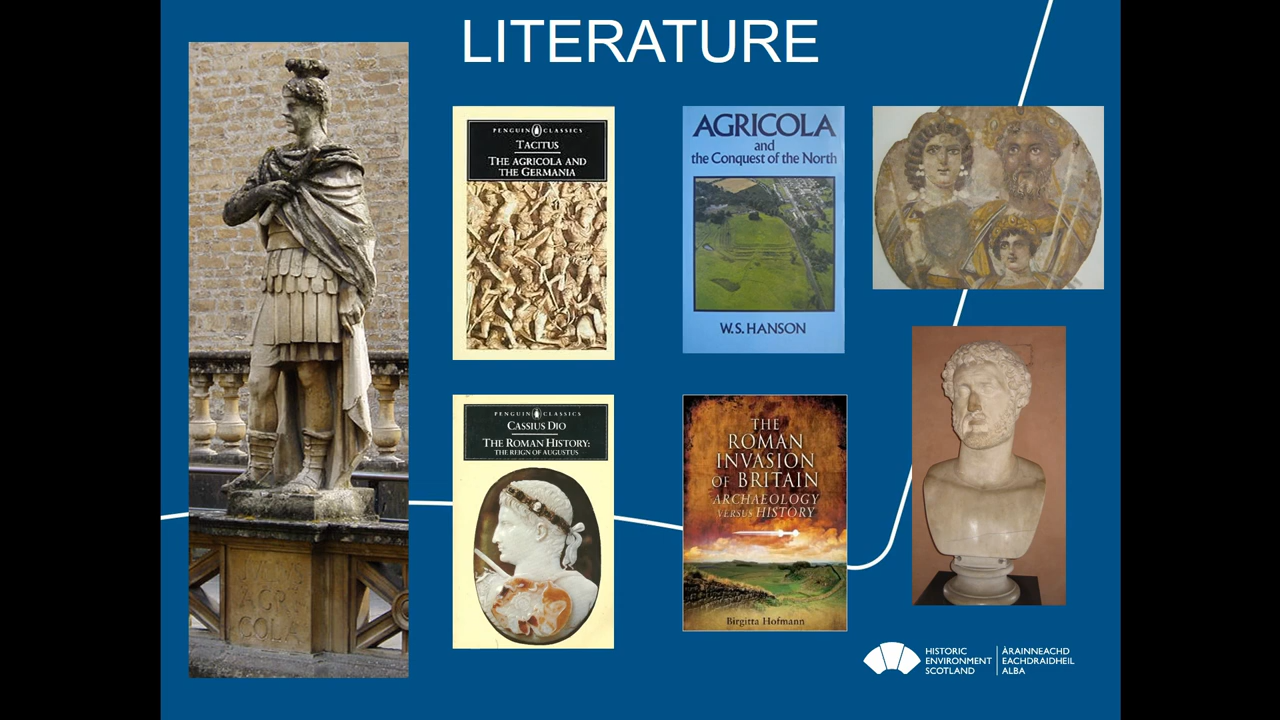 LITERATURE
PENGUIN CLASSICS
TACITUS
THE AGRICOLA AND
THE GERMANIA
AGRICOLA
and
the Conquest of the North
W.S. HANSON
PENGUIN CLASSICS
CASSIUS DIO
THE ROMAN HISTORY:
THE REIGN OF AUGUSTUS
THE
ROMAN
INVASION
OF BRITAIN
ARCHAEOLOGY
VERSUS HISTORY
Birgitta Hofmann
AGRI
COLA
HISTORIC
ENVIRONMENT
SCOTLAND
ÀRAINNEACHD
EACHDRAIDHEIL
ALBA